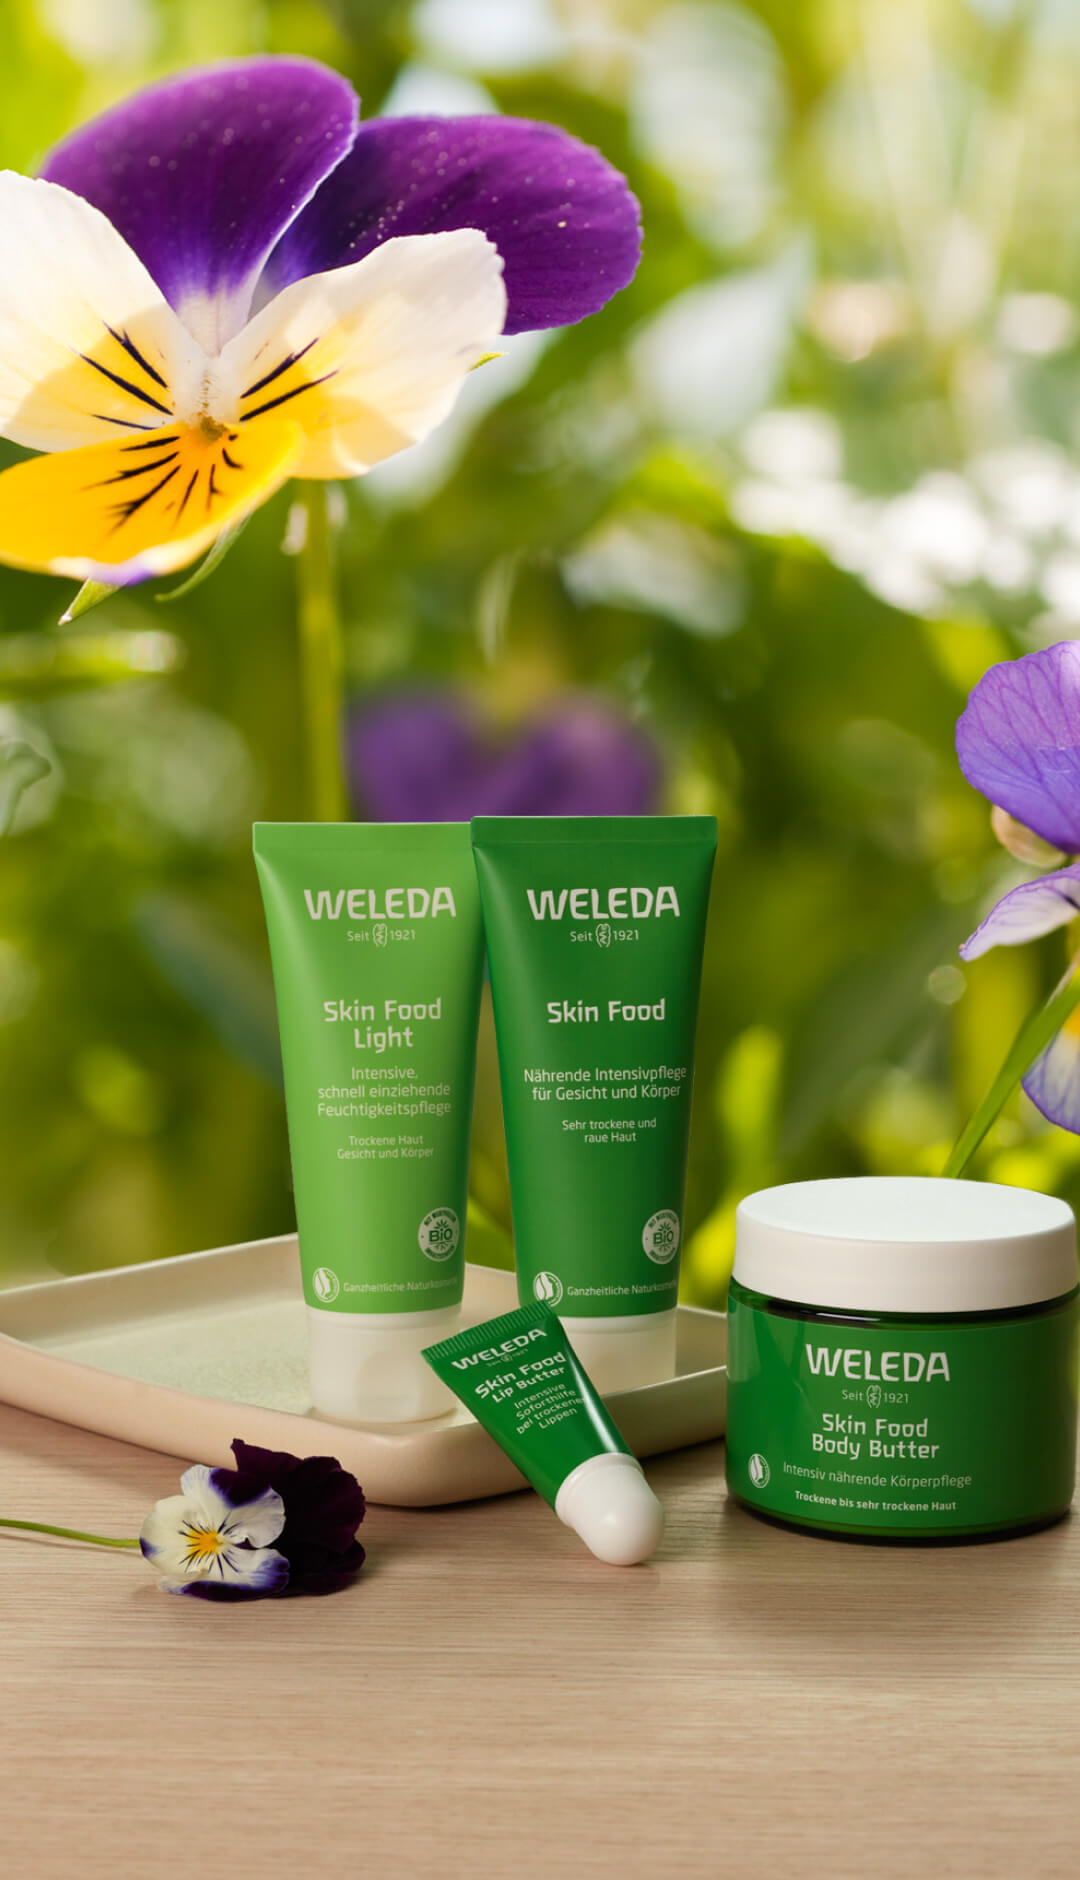 WELEDA
Seit 1921
Skin Food
Light
Intensive,
schnell einziehende
Feuchtigkeitspflege
Trockene Haut
Gesicht und Körper
BIO
Ganzheitliche
WELEDA
Seit 1921
Skin Food
Nährende Intensivpflege
für Gesicht und Körper
Sehr trockene und
raue Haut
BIO
Ganzheitliche
WELEDA
Seit 1921
Skin Food
Lip Butter
Intensive
Soforthilfe
bei trockenen
Lippen
WELEDA
Seit 1921
Skin Food
Body Butter
Intensiv nährende Körperpflege
Trockene bis sehr trockene Haut